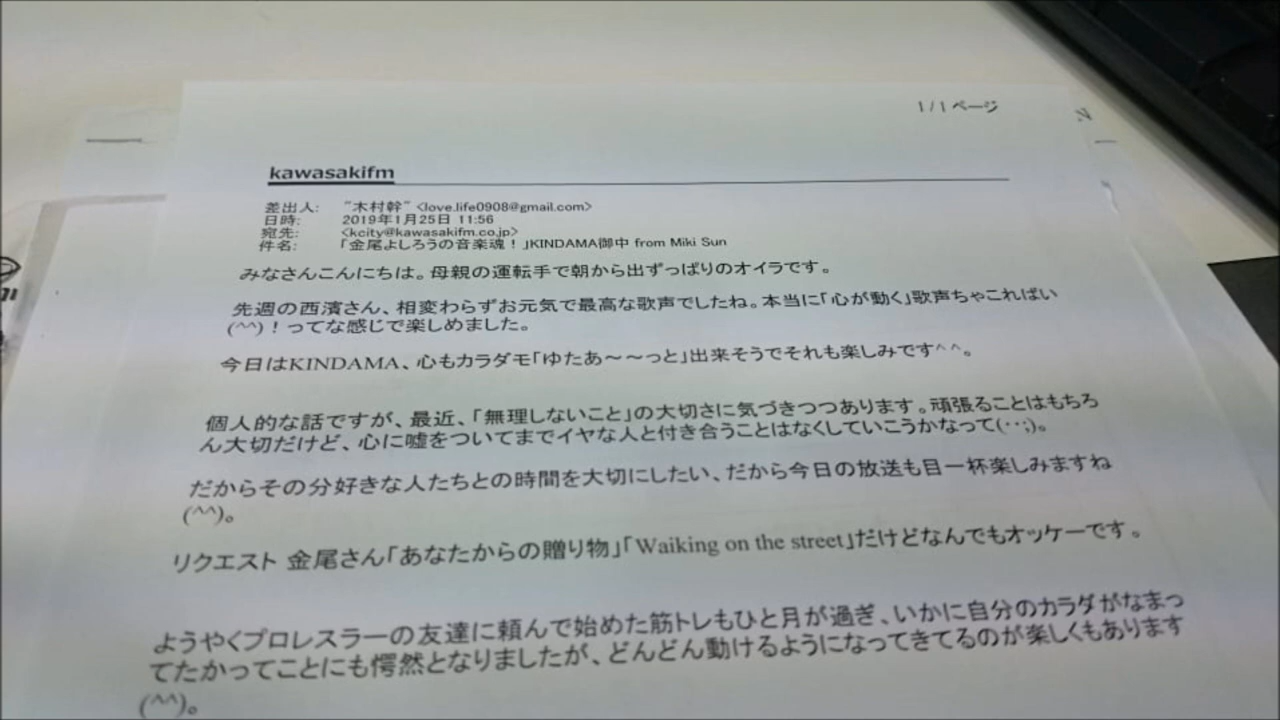 1 / 1 ページ
kawasakifm
差出人: "木村幹" <love.life0908@gmail.com>
日時: 2019年1月25日 11:56
宛先: <kcity@kawasakifm.co.jp>
件名: 「金尾よしろうの音楽魂！」KINDAMA御中 from Miki Sun
みなさんこんにちは。母親の運転手で朝から出ずっぱりのオイラです。
先週の西濱さん、相変わらずお元気で最高な歌声でしたね。本当に「心が動く」歌声ちゃこればい
(^^)！ってな感じで楽しめました。
今日はKINDAMA、心もカラダモ「ゆたあ～～っと」出来そうでそれも楽しみです^ ^。
個人的な話ですが、最近、「無理しないこと」の大切さに気づきつつあります。頑張ることはもちろ
ん大切だけど、心に嘘をついてまでイヤな人と付き合うことはなくしていこうかなって(･･;)。
だからその分好きな人たちとの時間を大切にしたい、だから今日の放送も目一杯楽しみますね
(^^)。
リクエスト 金尾さん「あなたからの贈り物」「Waiking on the street」だけどなんでもオッケーです。
ようやくプロレスラーの友達に頼んで始めた筋トレもひと月が過ぎ、いかに自分のカラダがなまっ
てたかってことにも愕然となりましたが、どんどん動けるようになってきてるのが楽しくもあります
(^^)。